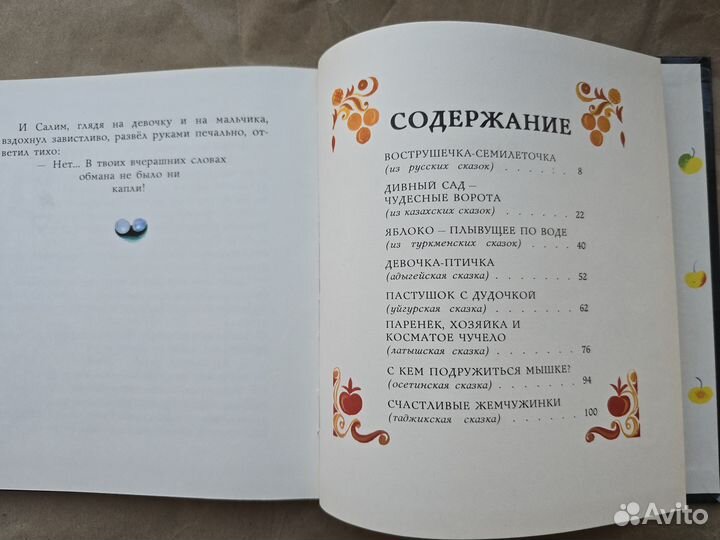 И Салим, глядя на девочку и на мальчика,
вздохнул завистливо, развёл руками печально, от-
ветил тихо:
— Нет... В твоих вчерашних словах
обмана не было ни
капли!
СОДЕРЖАНИЕ
ВОСТРУШЕЧКА-СЕМИЛЕТОЧКА
(из русских сказок) . . . . . . 8
ДИВНЫЙ САД —
ЧУДЕСНЫЕ ВОРОТА
(из казахских сказок) . . . . . 22
ЯБЛОКО — ПЛЫВУЩЕЕ ПО ВОДЕ
(из туркменских сказок) . . . . 40
ДЕВОЧКА-ПТИЧКА
(адыгейская сказка) . . . . . . 52
ПАСТУШОК С ДУДОЧКОЙ
(уйгурская сказка) . . . . . . 62
ПАРЕНЁК, ХОЗЯЙКА И
КОСМАТОЕ ЧУЧЕЛО
(латышская сказка) . . . . . . 76
С КЕМ ПОДРУЖИТЬСЯ МЫШКЕ?
(осетинская сказка) . . . . . . 94
СЧАСТЛИВЫЕ ЖЕМЧУЖИНКИ
(таджикская сказка) . . . . . . 100
Avito